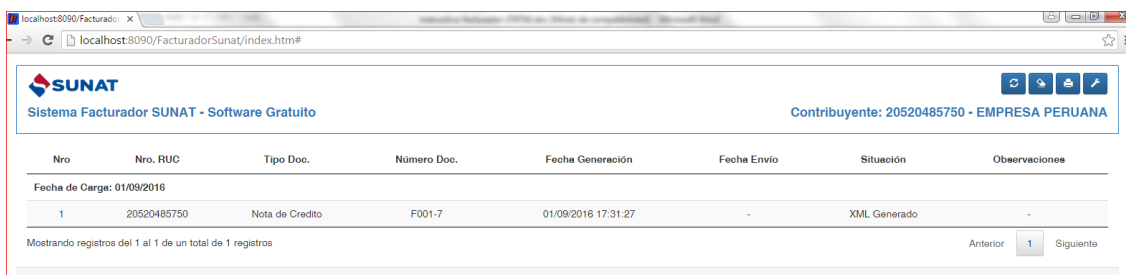 localhost:8090/Facturador
localhost:8090/FacturadorSunat/index.htm#
SUNAT
Sistema Facturador SUNAT - Software Gratuito
Contribuyente: 20520485750 - EMPRESA PERUANA
Nro Nro. RUC Tipo Doc. Número Doc. Fecha Generación Fecha Envío Situación Observaciones
Fecha de Carga: 01/09/2016
1 20520485750 Nota de Credito F001-7 01/09/2016 17:31:27 - XML Generado -
Mostrando registros del 1 al 1 de un total de 1 registros Anterior 1 Siguiente